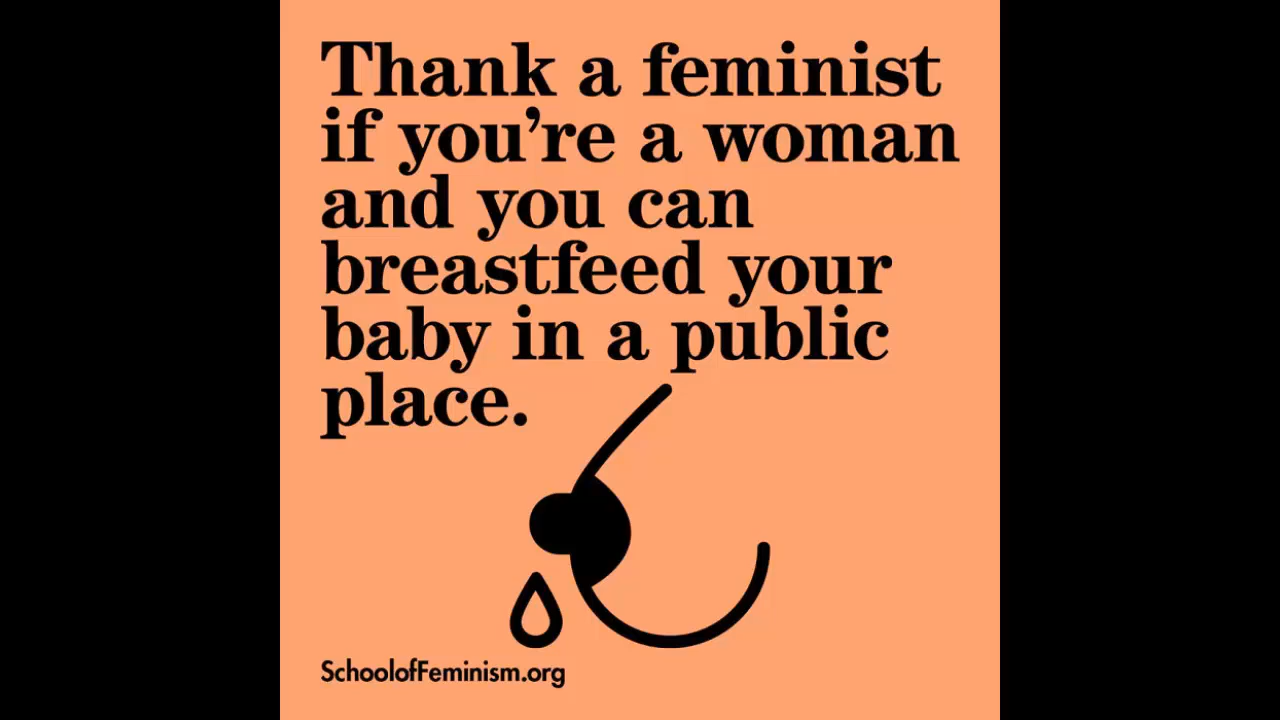 Thank a feminist
if you’re a woman
and you can
breastfeed your
baby in a public
place.
SchoolofFeminism.org